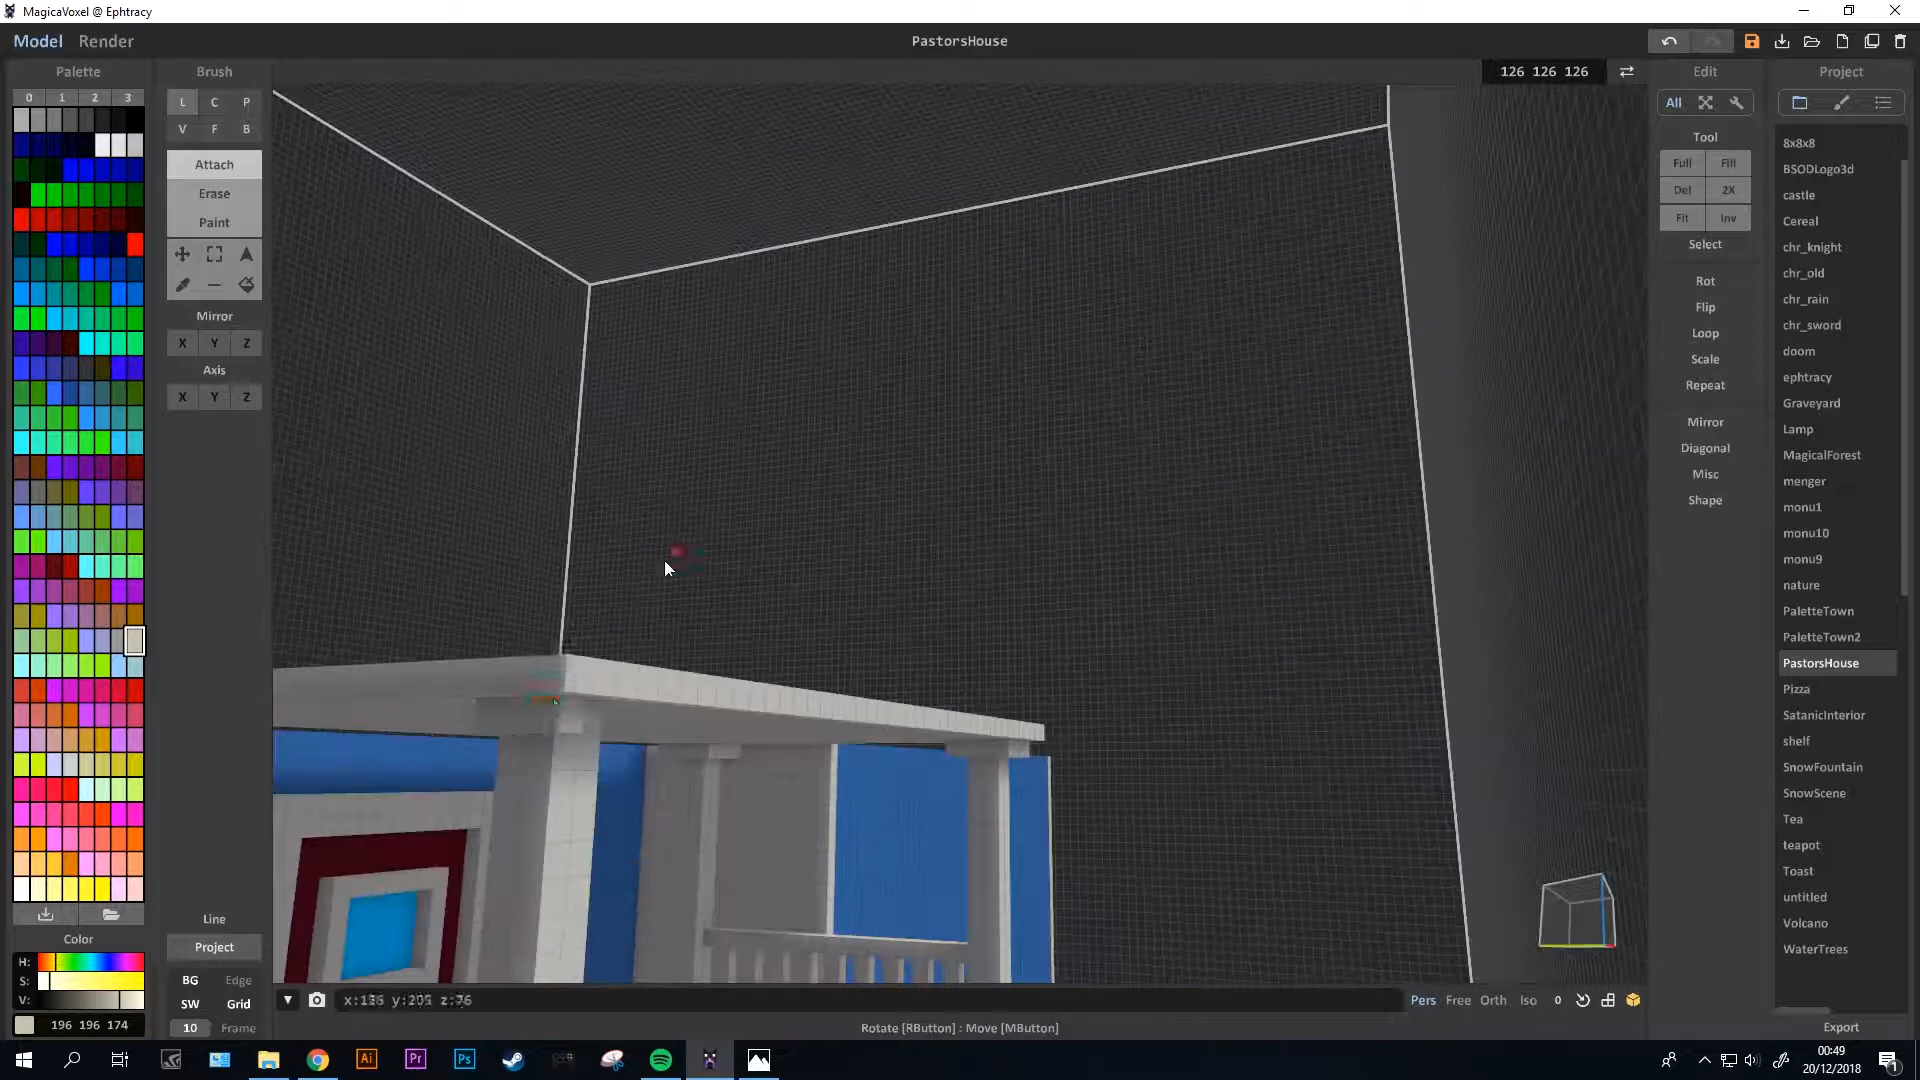 MagicaVoxel @ Ephtracy
Model Render
PastorsHouse
Palette
Brush
126 126 126
Edit
Project
0 1 2 3
L C P
V F B
All
Attach
Erase
Paint
Tool
Full Fill
Del 2X
Fit Inv
Select
Rot
Flip
Loop
Scale
Repeat
Mirror
Diagonal
Misc
Shape
Mirror
X Y Z
Axis
X Y Z
8x8x8
BSODLogo3d
castle
Cereal
chr_knight
chr_old
chr_rain
chr_sword
doom
ephtracy
Graveyard
Lamp
MagicalForest
menger
monu1
monu10
monu9
nature
PaletteTown
PaletteTown2
PastorsHouse
Pizza
SatanicInterior
shelf
SnowFountain
SnowScene
Tea
teapot
Toast
untitled
Volcano
WaterTrees
Export
Line
Project
BG Edge
SW Grid
10 Frame
Color
H:
S:
V:
196 196 174
Pers Free Orth Iso 0
Rotate [RButton] : Move [MButton]
Ai Pr Ps
00:49
20/12/2018
1